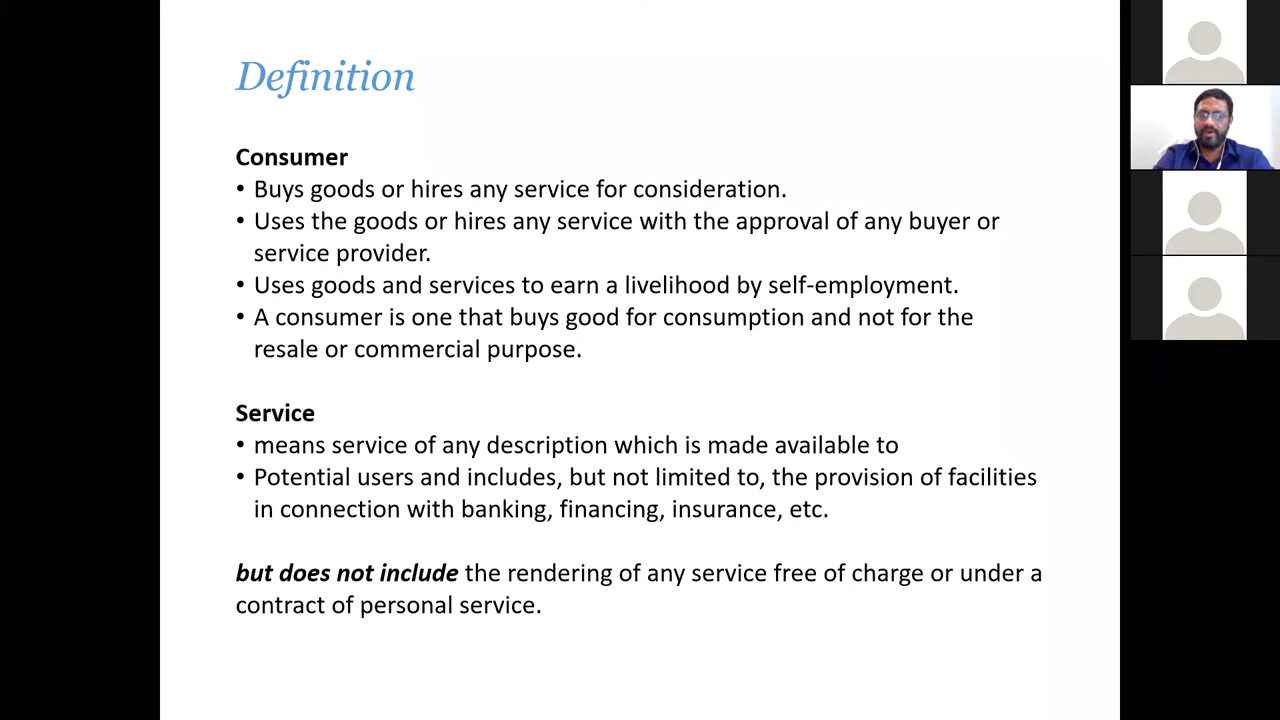 Definition
Consumer
• Buys goods or hires any service for consideration.
• Uses the goods or hires any service with the approval of any buyer or
service provider.
• Uses goods and services to earn a livelihood by self-employment.
• A consumer is one that buys good for consumption and not for the
resale or commercial purpose.
Service
• means service of any description which is made available to
• Potential users and includes, but not limited to, the provision of facilities
in connection with banking, financing, insurance, etc.
but does not include the rendering of any service free of charge or under a
contract of personal service.